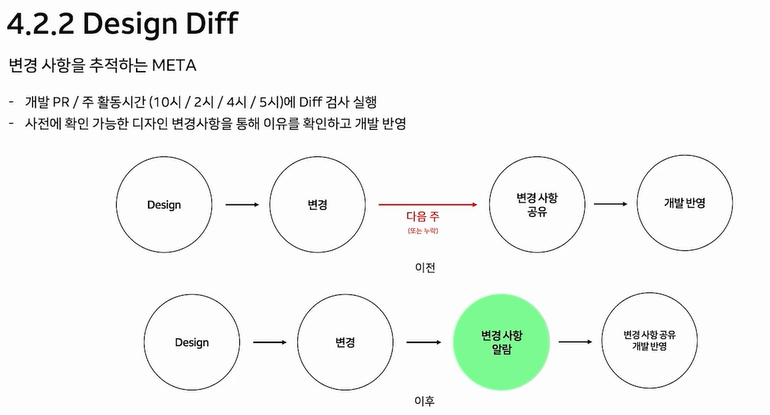 4.2.2 Design Diff
변경 사항을 추적하는 META
- 개발 PR / 주 활동시간 (10시 / 2시 / 4시 / 5시)에 Diff 검사 실행
- 사전에 확인 가능한 디자인 변경사항을 통해 이유를 확인하고 개발 반영
Design
변경
다음 주
(또는 누락)
변경 사항
공유
개발 반영
이전
Design
변경
변경 사항
알람
변경 사항 공유
개발 반영
이후